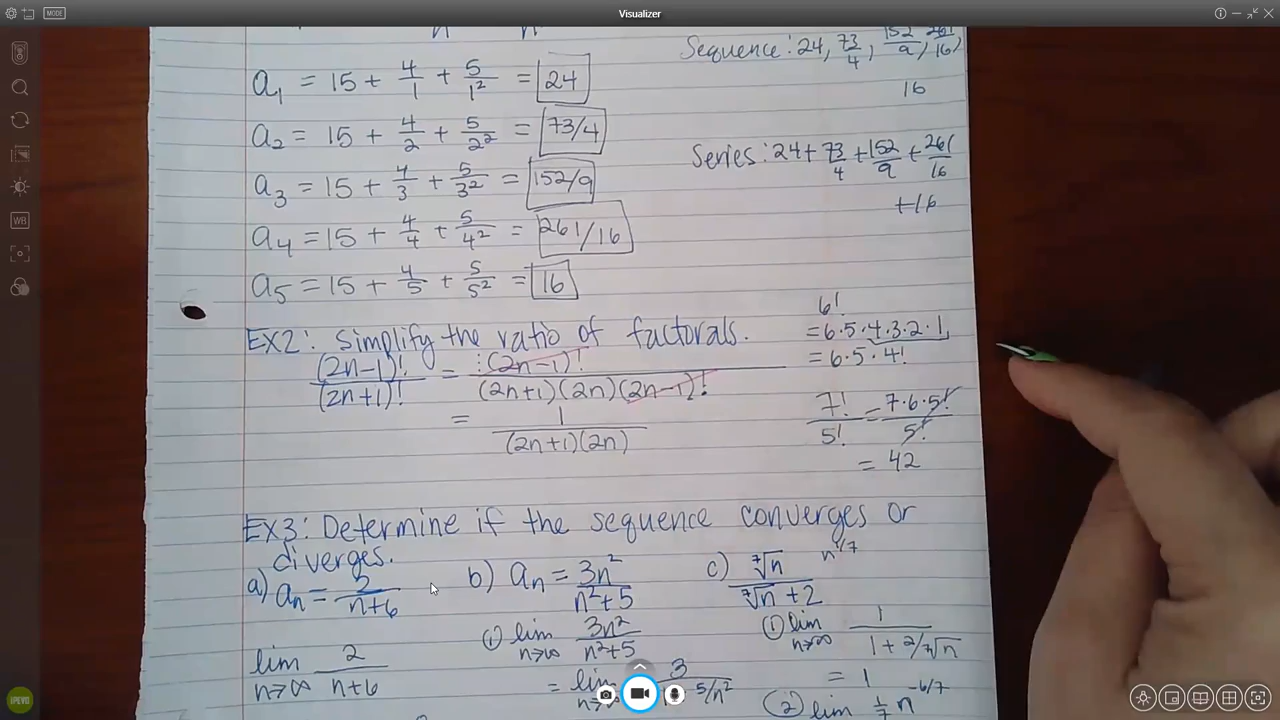 MODE
Visualizer
Sequence: 24, 73/4, 152/9, 261/16,
16
a₁ = 15 + 4/1 + 5/1² = 24
a₂ = 15 + 4/2 + 5/2² = 73/4
a₃ = 15 + 4/3 + 5/3² = 152/9
a₄ = 15 + 4/4 + 5/4² = 261/16
a₅ = 15 + 4/5 + 5/5² = 16
Series: 24 + 73/4 + 152/9 + 261/16
+16
EX2: Simplify the ratio of factorals.
(2n-1)!/(2n+1)! = (2n-1)!/(2n+1)(2n)(2n-1)!
= 1/(2n+1)(2n)
6!
= 6·5·4·3·2·1
= 6·5·4!
7!/5! = 7·6·5!/5!
= 42
EX3: Determine if the sequence converges or
diverges.
a) aₙ = 2/n+6
lim n→∞ 2/n+6
b) aₙ = 3n²/n²+5
① lim n→∞ 3n²/n²+5
= lim n→∞ 3/ 5/n²
c) ⁷√n/⁷√n + 2
n^1/7
① lim n→∞ 1/1 + 2/⁷√n
= 1
② lim 1/7 n^-6/7
WB
IPEVO